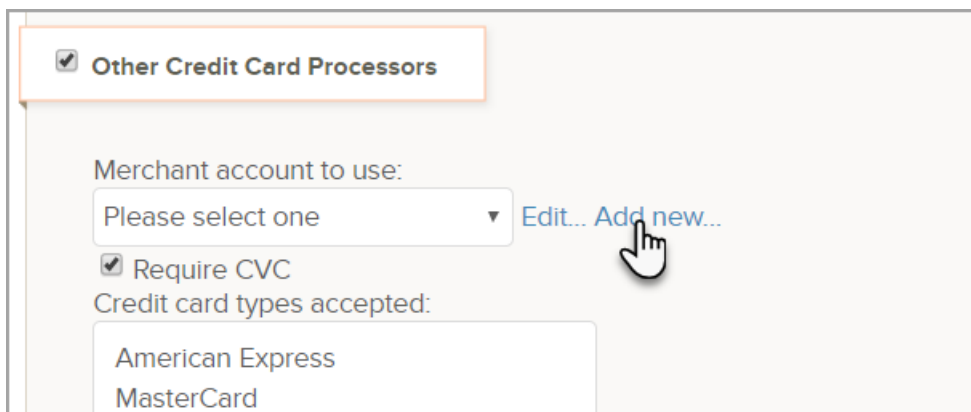 Other Credit Card Processors
Merchant account to use:
Please select one Edit... Add new...
Require CVC
Credit card types accepted:
American Express
MasterCard